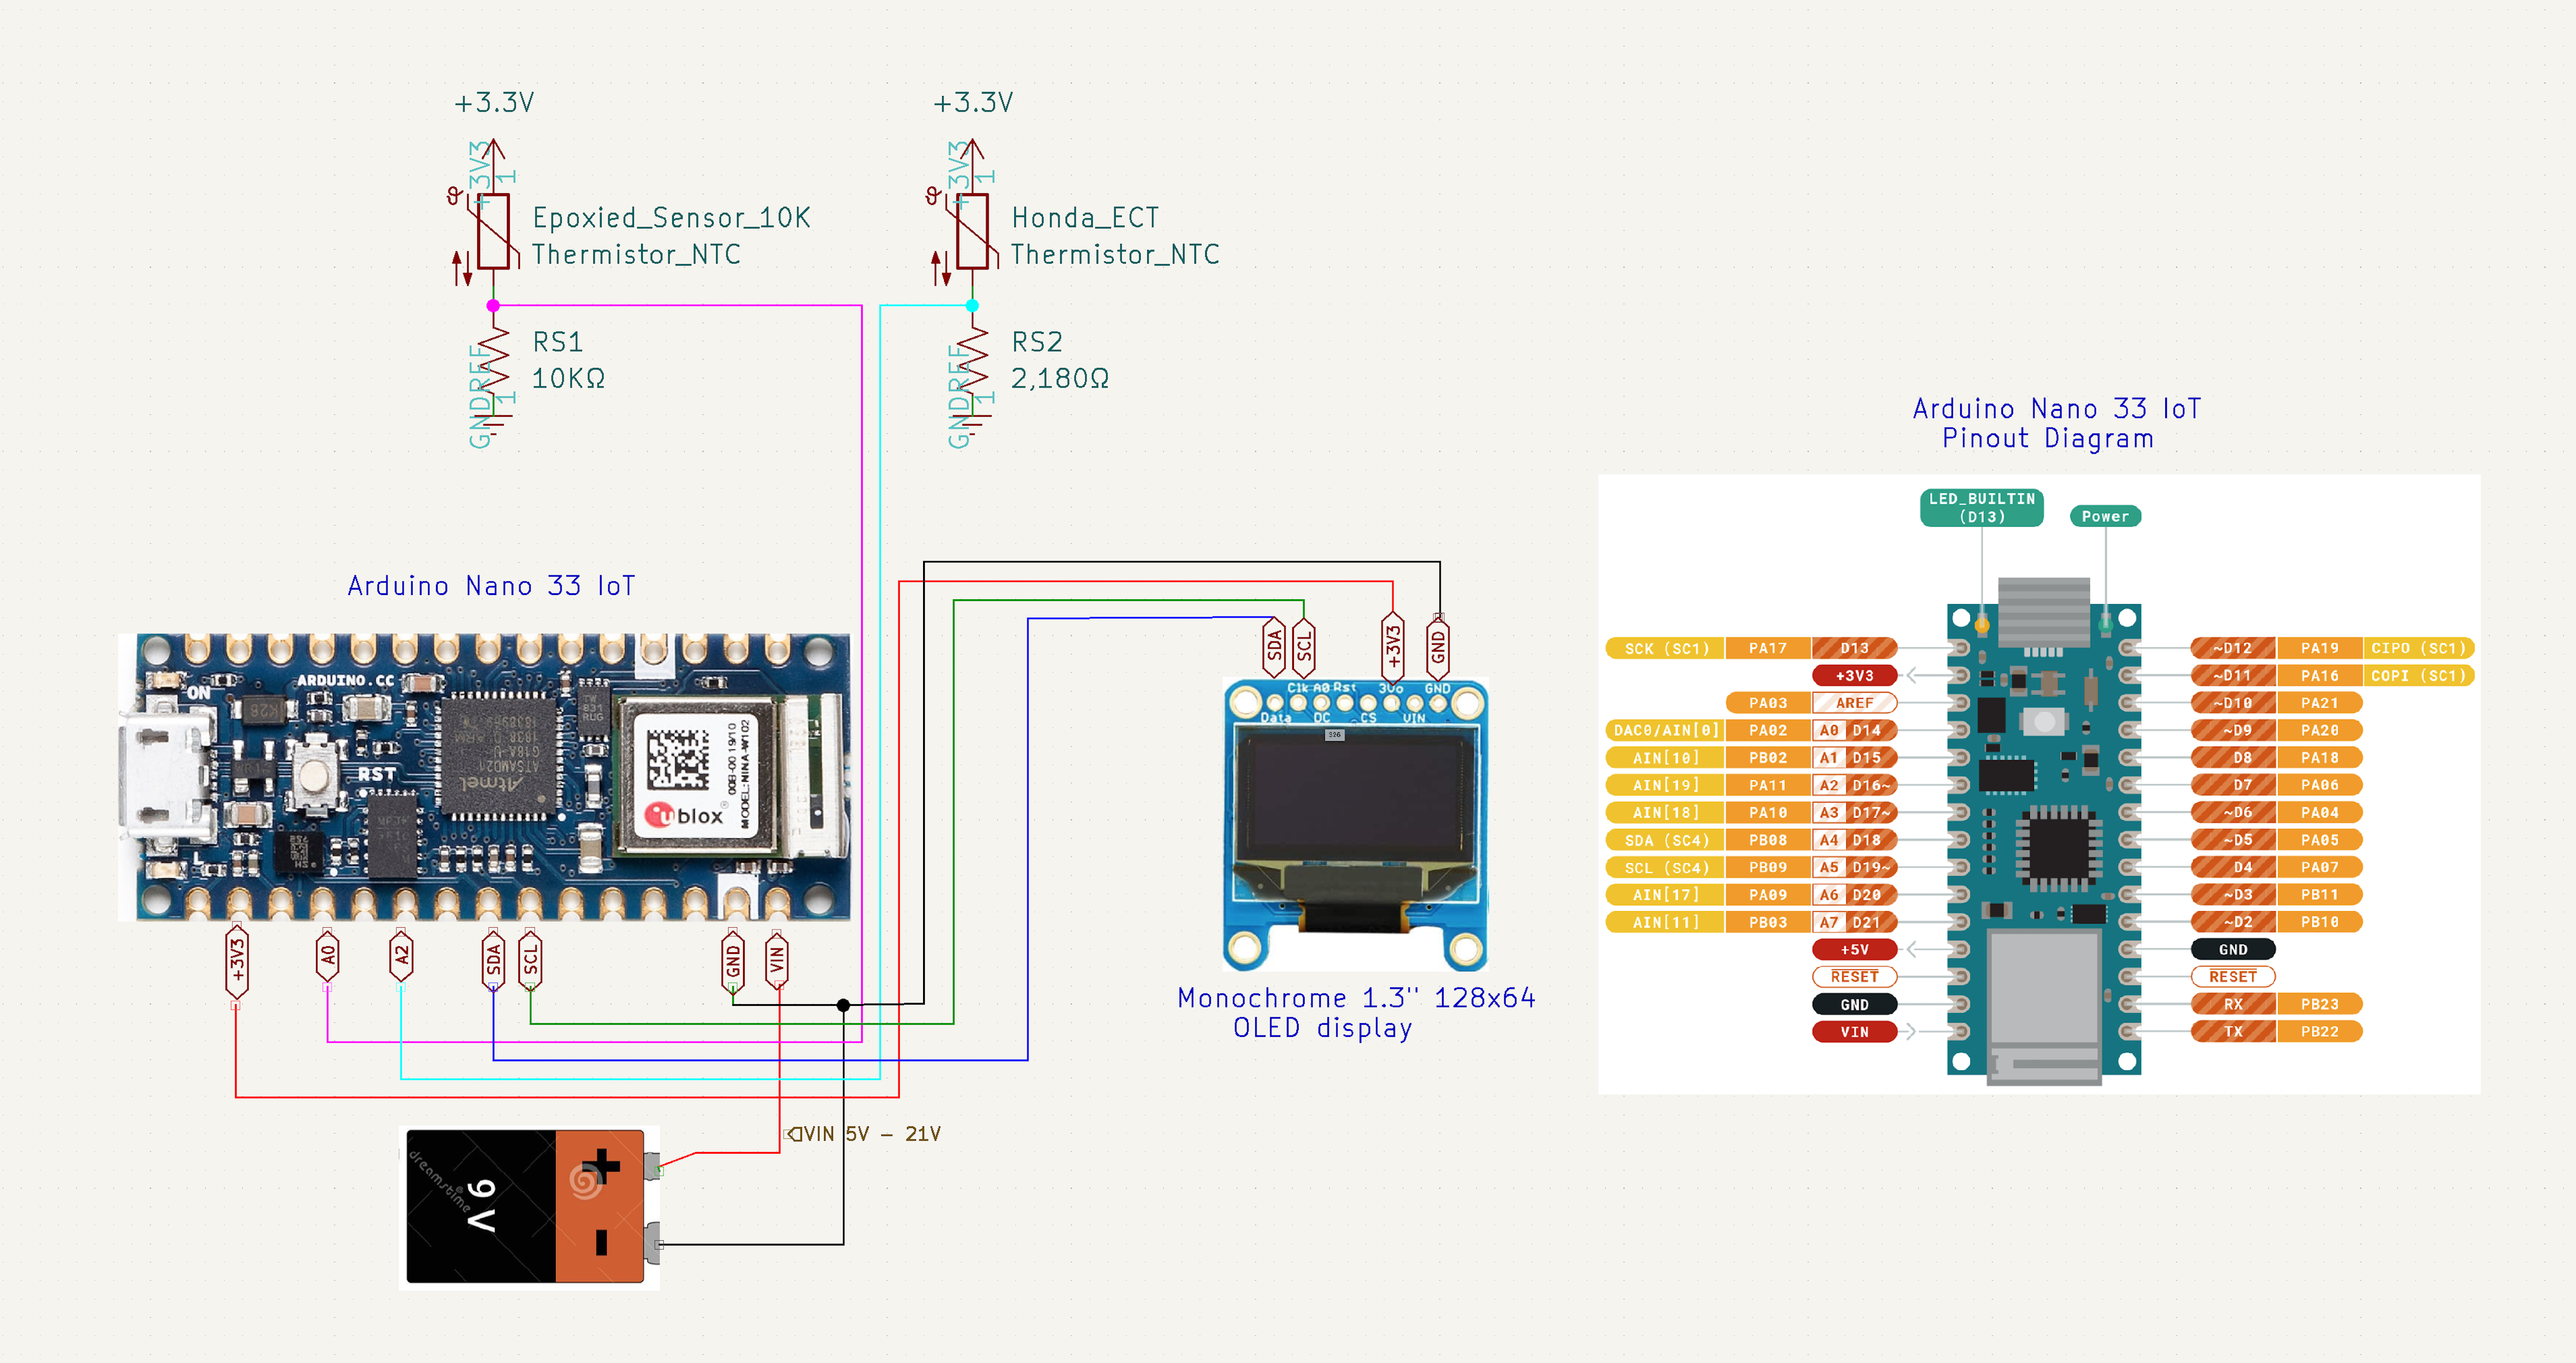 +3.3V
+3.3V
+3V3
1
+3V3
1
Epoxied_Sensor_10K
Thermistor_NTC
Honda_ECT
Thermistor_NTC
RS1
10KΩ
GNDREF
1
RS2
2,180Ω
GNDREF
1
Arduino Nano 33 IoT
ARDUINO.CC
ON
RST
L
Atmel
ublox
00B-00 19/10
MODEL:NINA-W102
+3V3
A0
A2
SDA
SCL
GND
VIN
SDA
SCL
+3V3
GND
Clk A0 Rst 3Vo GND
Data DC CS VIN
Monochrome 1.3'' 128x64
OLED display
VIN 5V - 21V
9V
+
-
dreamstime
Arduino Nano 33 IoT
Pinout Diagram
LED_BUILTIN
(D13)
Power
SCK (SC1) PA17 D13
+3V3
PA03 AREF
DAC0/AIN[0] PA02 A0 D14
AIN[10] PB02 A1 D15
AIN[19] PA11 A2 D16~
AIN[18] PA10 A3 D17~
SDA (SC4) PB08 A4 D18
SCL (SC4) PB09 A5 D19~
AIN[17] PA09 A6 D20
AIN[11] PB03 A7 D21
+5V
RESET
GND
VIN
~D12 PA19 CIPO (SC1)
~D11 PA16 COPI (SC1)
~D10 PA21
~D9 PA20
D8 PA18
D7 PA06
~D6 PA04
~D5 PA05
D4 PA07
~D3 PB11
~D2 PB10
GND
RESET
RX PB23
TX PB22